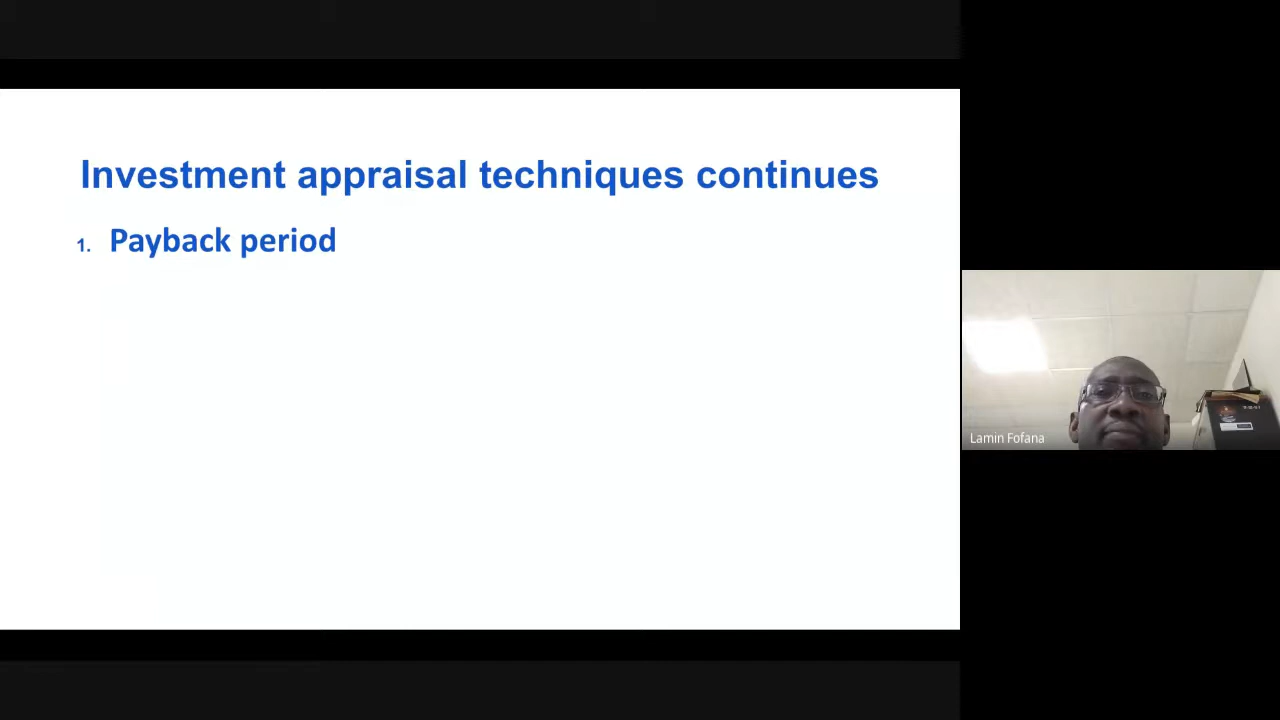 Investment appraisal techniques continues
1. Payback period
Lamin Fofana